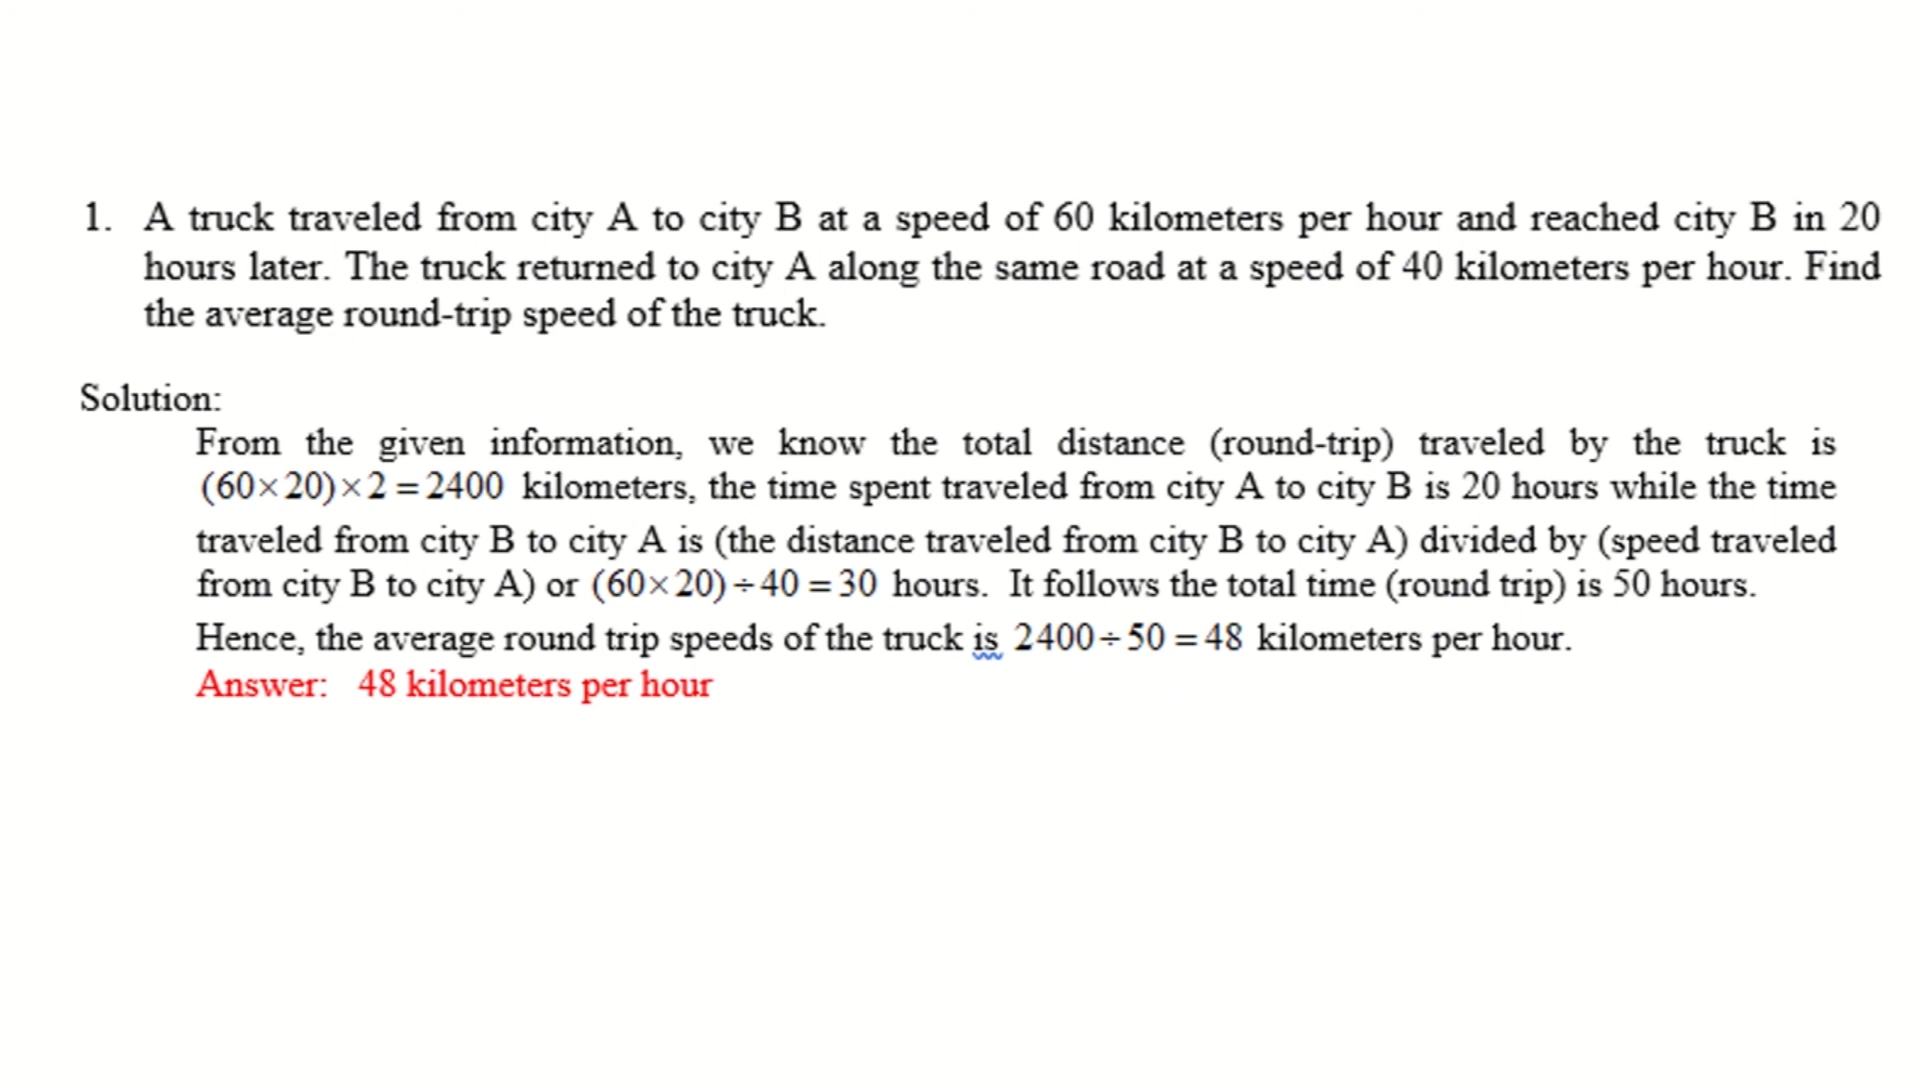 1. A truck traveled from city A to city B at a speed of 60 kilometers per hour and reached city B in 20
hours later. The truck returned to city A along the same road at a speed of 40 kilometers per hour. Find
the average round-trip speed of the truck.
Solution:
From the given information, we know the total distance (round-trip) traveled by the truck is
(60×20)×2=2400 kilometers, the time spent traveled from city A to city B is 20 hours while the time
traveled from city B to city A is (the distance traveled from city B to city A) divided by (speed traveled
from city B to city A) or (60×20)÷40=30 hours. It follows the total time (round trip) is 50 hours.
Hence, the average round trip speeds of the truck is 2400÷50=48 kilometers per hour.
Answer: 48 kilometers per hour